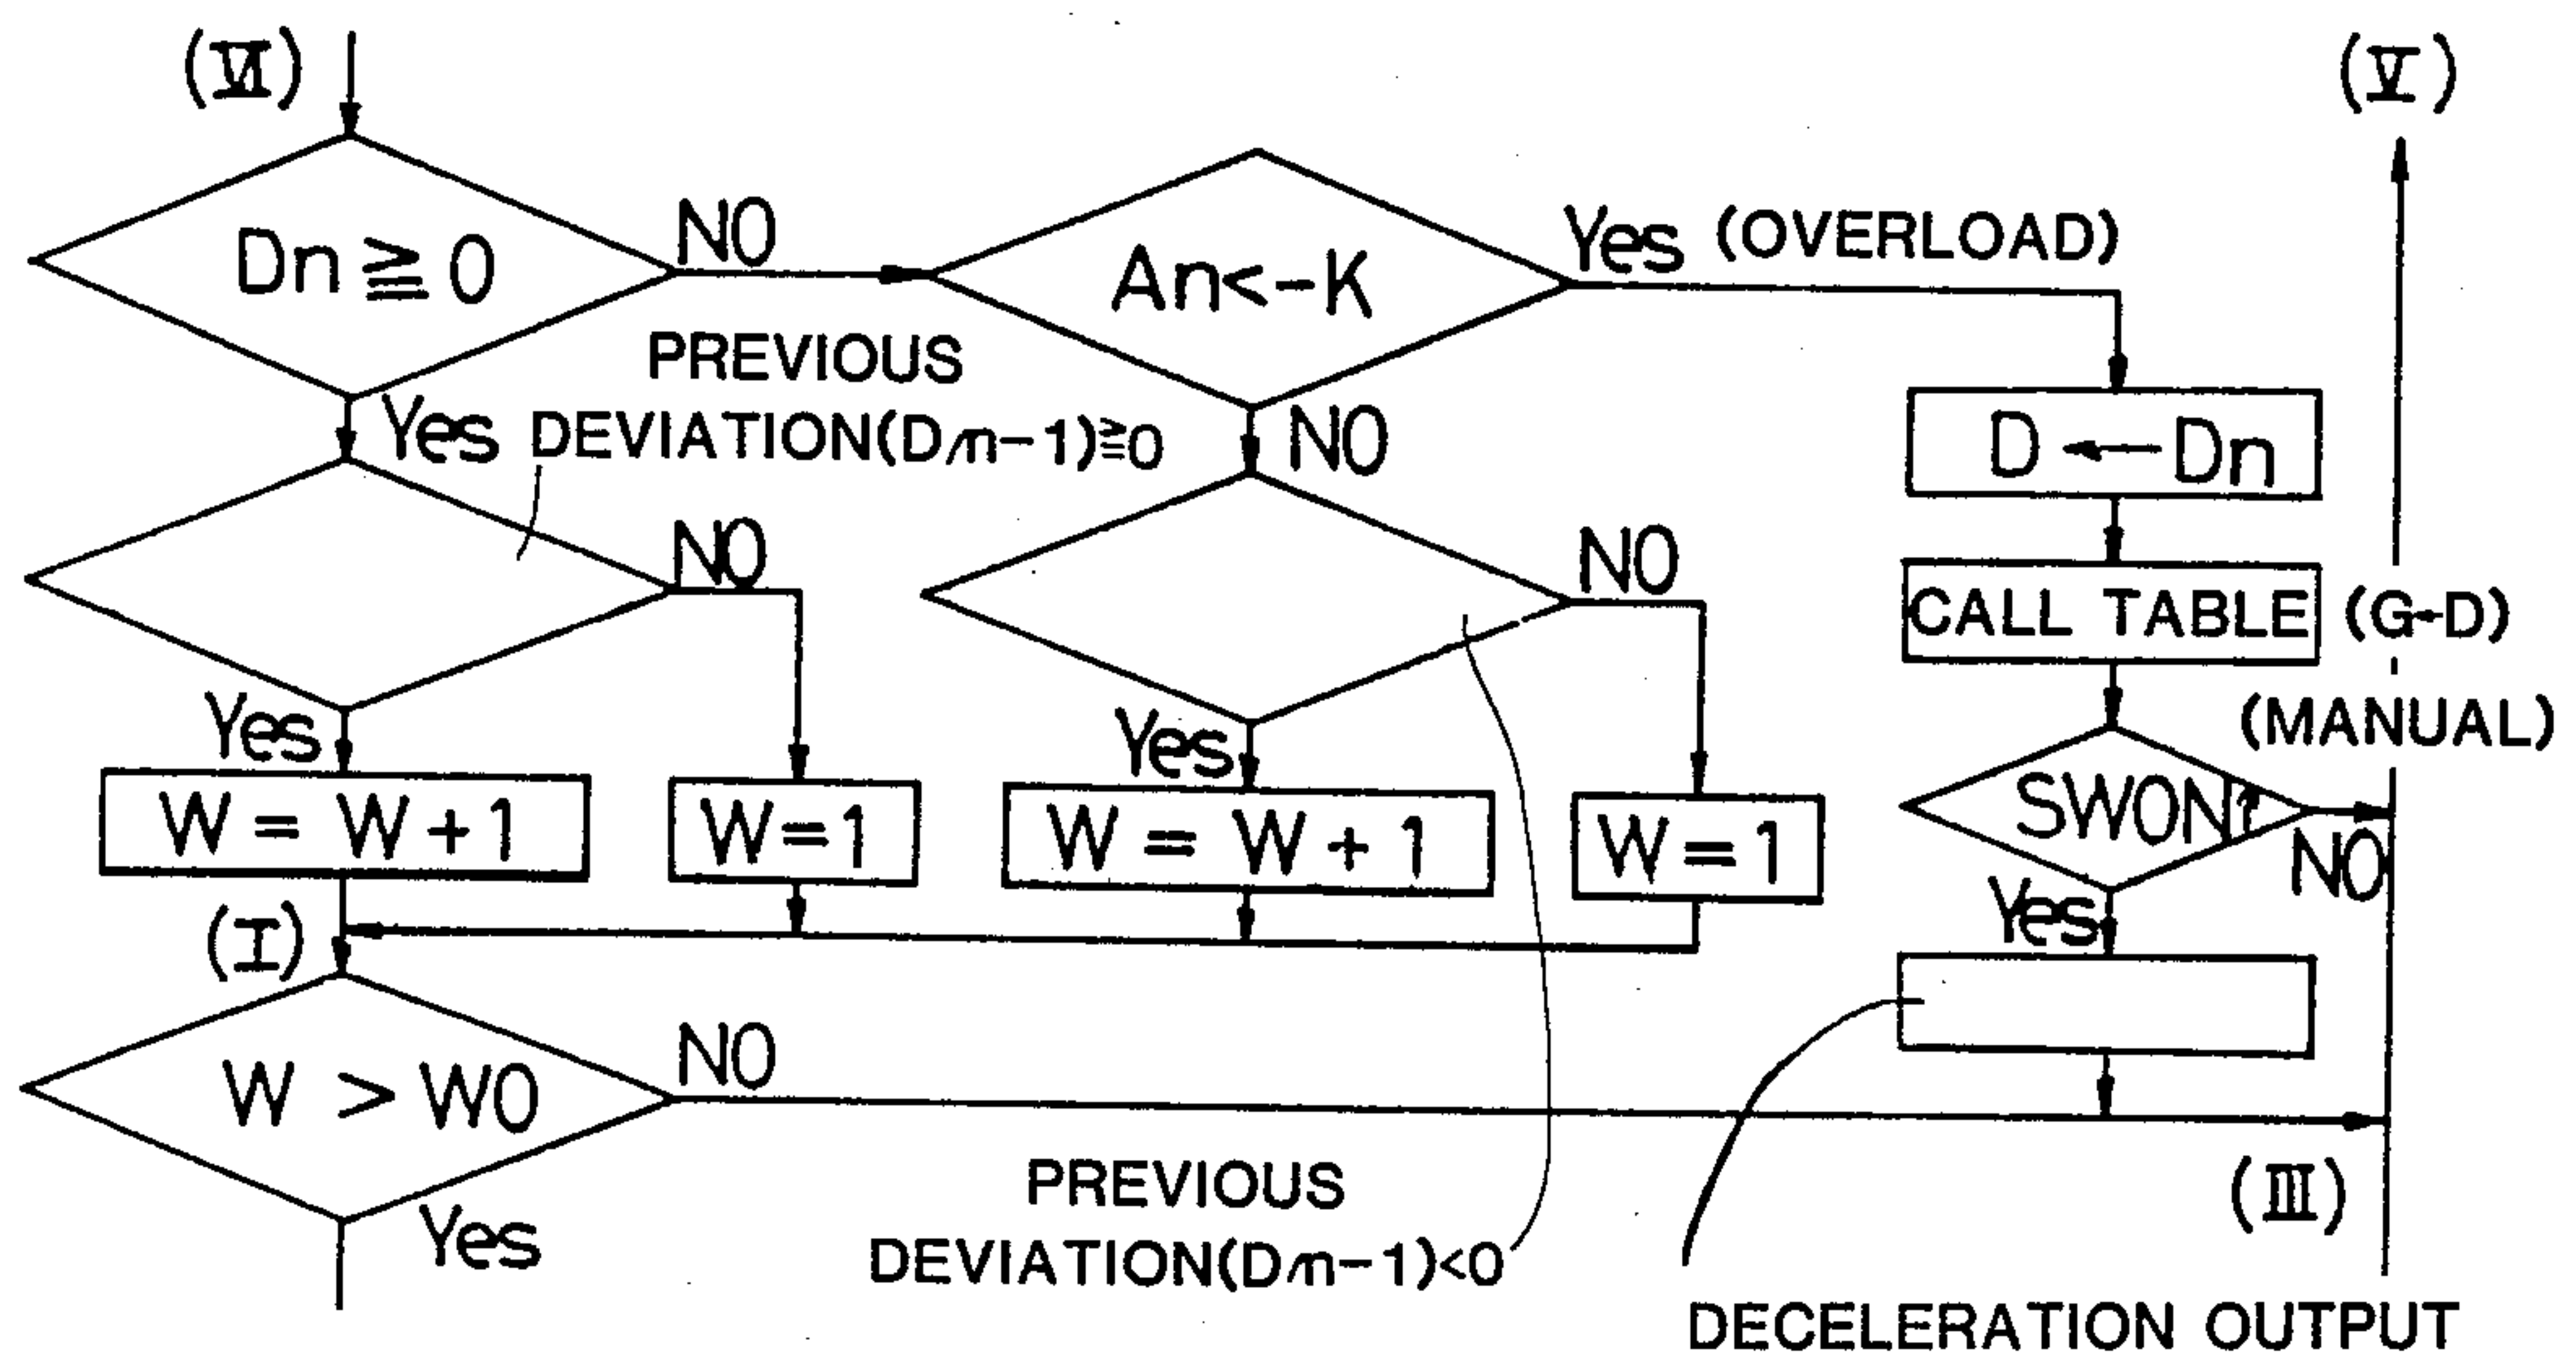 (VI)
(V)
Dn ≧ 0
NO
An<-K
Yes (OVERLOAD)
PREVIOUS
DEVIATION(Dn-1)≧0
Yes
NO
D ← Dn
NO
NO
CALL TABLE (G←D)
(MANUAL)
Yes
Yes
SWON?
NO
W = W + 1
W = 1
W = W + 1
W = 1
Yes
(I)
W > W0
NO
(III)
Yes
PREVIOUS
DEVIATION(Dn-1)<0
DECELERATION OUTPUT